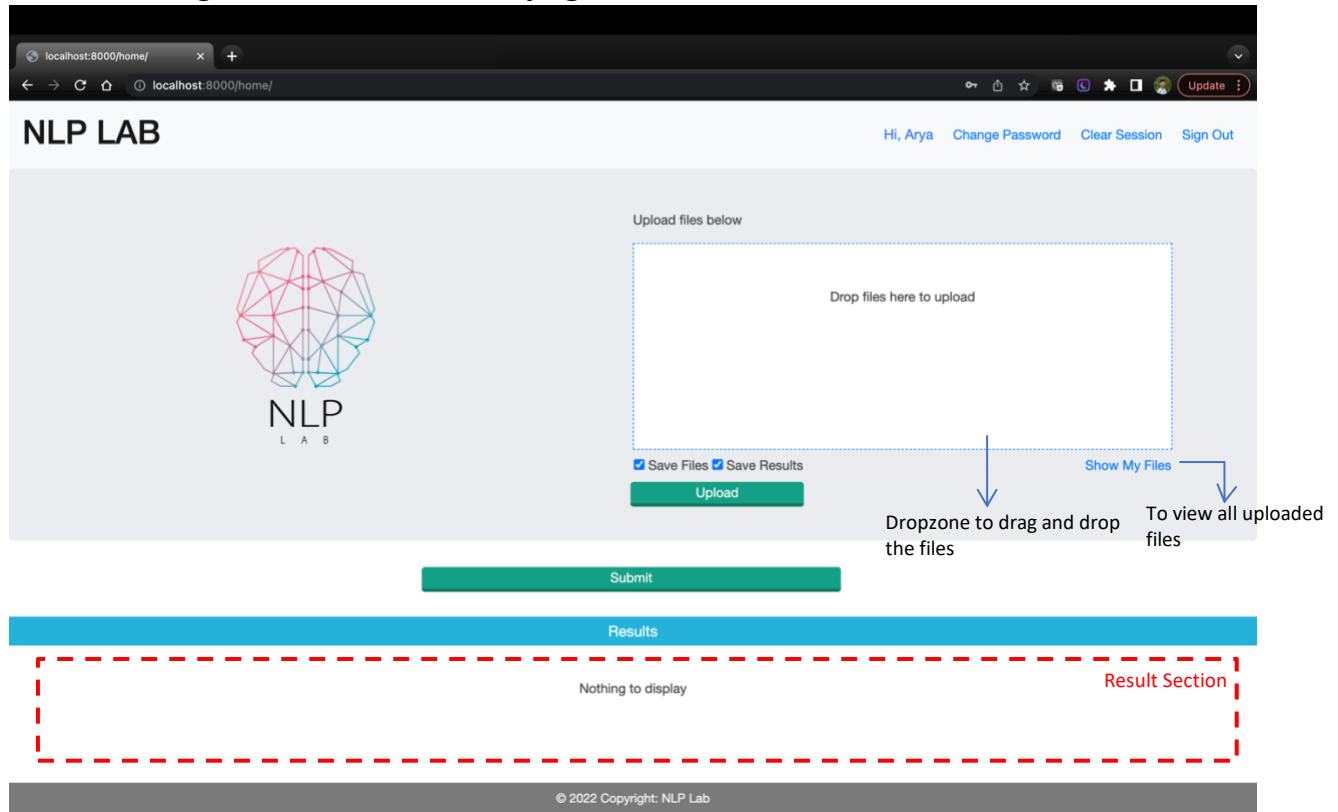 localhost:8000/home/
localhost:8000/home/
Update
NLP LAB
Hi, Arya Change Password Clear Session Sign Out
Upload files below
Drop files here to upload
NLP
LAB
Save Files Save Results
Show My Files
Upload
Dropzone to drag and drop
the files
To view all uploaded
files
Submit
Results
Result Section
Nothing to display
© 2022 Copyright: NLP Lab